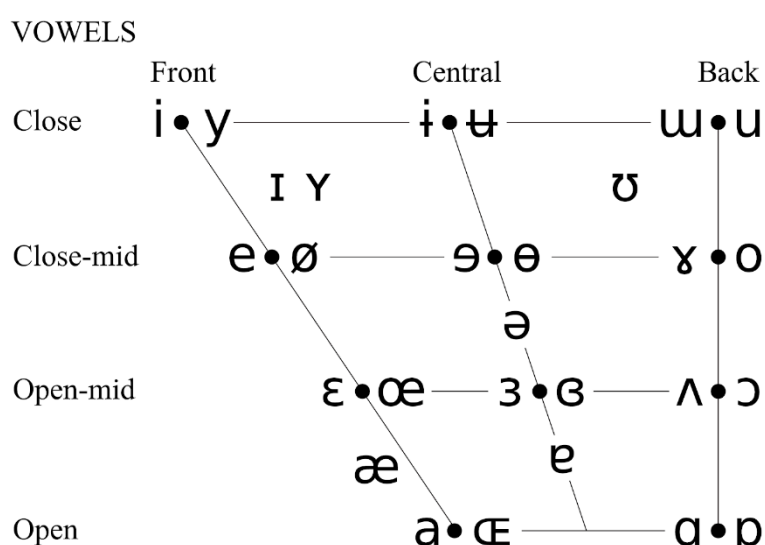 VOWELS
Front Central Back
Close i y ɨ ʉ ɯ u
ɪ ʏ ʊ
Close-mid e ø ɘ ɵ ɤ o
ə
Open-mid ɛ œ ɜ ɞ ʌ ɔ
æ ɐ
Open a ɶ ɑ ɒ